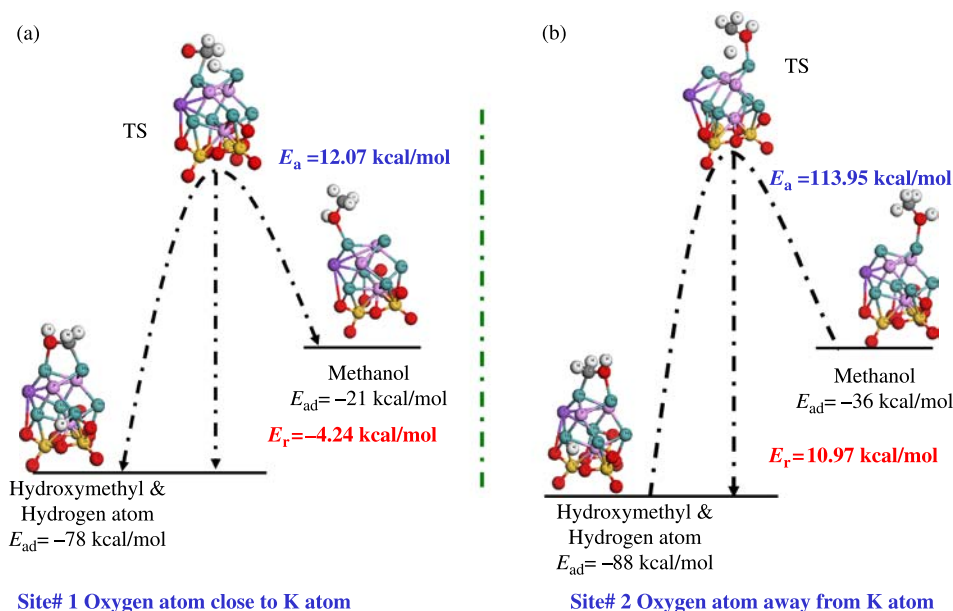 (a)
TS
Ea =12.07 kcal/mol
Methanol
Ead= −21 kcal/mol
Er=−4.24 kcal/mol
Hydroxymethyl &
Hydrogen atom
Ead= −78 kcal/mol
Site# 1 Oxygen atom close to K atom
(b)
TS
Ea =113.95 kcal/mol
Methanol
Ead= −36 kcal/mol
Er=10.97 kcal/mol
Hydroxymethyl &
Hydrogen atom
Ead= −88 kcal/mol
Site# 2 Oxygen atom away from K atom